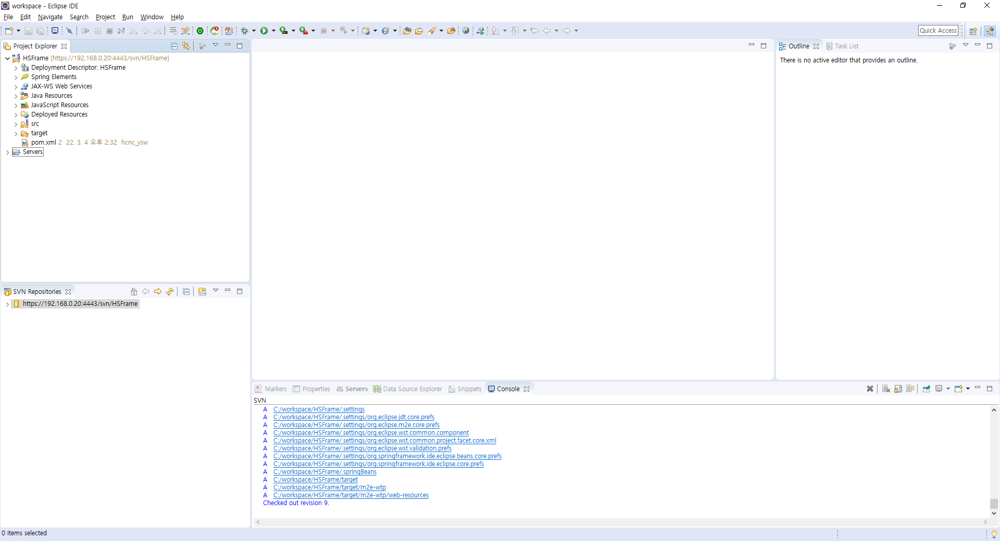 workspace - Eclipse IDE
File Edit Navigate Search Project Run Window Help
Quick Access
Project Explorer
HSFrame [https://192.168.0.20:4443/svn/HSFrame]
Deployment Descriptor: HSFrame
Spring Elements
JAX-WS Web Services
Java Resources
JavaScript Resources
Deployed Resources
src
target
pom.xml 2 22. 3. 4 오후 2:32 hcnc_ysw
Servers
SVN Repositories
https://192.168.0.20:4443/svn/HSFrame
Outline Task List
There is no active editor that provides an outline.
Markers Properties Servers Data Source Explorer Snippets Console
SVN
A C:/workspace/HSFrame/.settings
A C:/workspace/HSFrame/.settings/org.eclipse.jdt.core.prefs
A C:/workspace/HSFrame/.settings/org.eclipse.m2e.core.prefs
A C:/workspace/HSFrame/.settings/org.eclipse.wst.common.component
A C:/workspace/HSFrame/.settings/org.eclipse.wst.common.project.facet.core.xml
A C:/workspace/HSFrame/.settings/org.eclipse.wst.validation.prefs
A C:/workspace/HSFrame/.settings/org.springframework.ide.eclipse.beans.core.prefs
A C:/workspace/HSFrame/.settings/org.springframework.ide.eclipse.core.prefs
A C:/workspace/HSFrame/.springBeans
A C:/workspace/HSFrame/target
A C:/workspace/HSFrame/target/m2e-wtp
A C:/workspace/HSFrame/target/m2e-wtp/web-resources
Checked out revision 9.
0 items selected